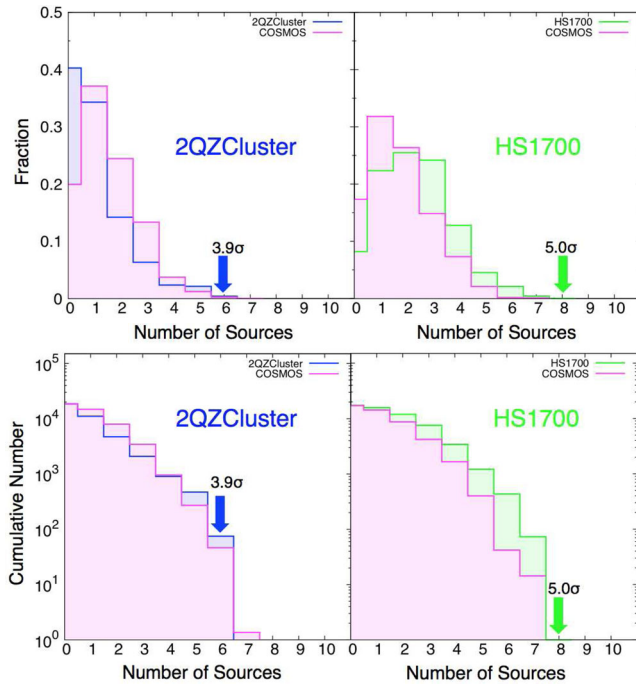 2QZCluster
COSMOS
HS1700
COSMOS
0.5
0.4
0.3
0.2
0.1
0
Fraction
2QZCluster
HS1700
3.9σ
5.0σ
0 1 2 3 4 5 6 7 8 9 10
0 1 2 3 4 5 6 7 8 9 10
Number of Sources
Number of Sources
2QZCluster
COSMOS
HS1700
COSMOS
10⁵
10⁴
10³
10²
10¹
10⁰
Cumulative Number
2QZCluster
HS1700
3.9σ
5.0σ
0 1 2 3 4 5 6 7 8 9 10
0 1 2 3 4 5 6 7 8 9 10
Number of Sources
Number of Sources